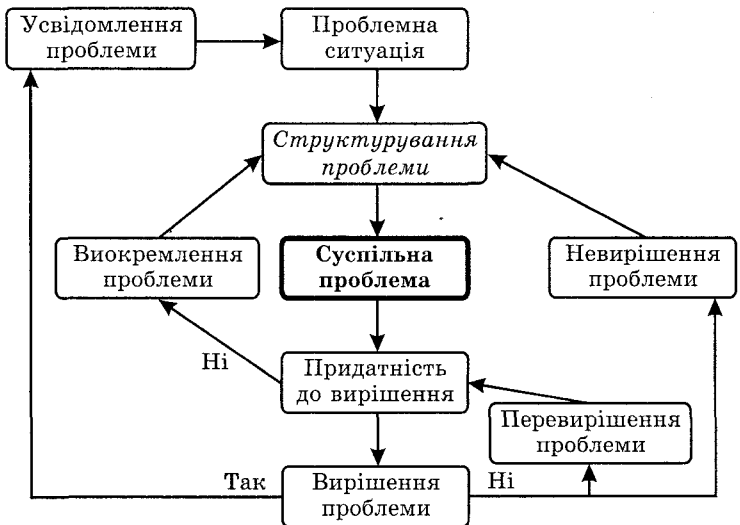 Усвідомлення
проблеми
Проблемна
ситуація
Структурування
проблеми
Виокремлення
проблеми
Суспільна
проблема
Невирішення
проблеми
Ні
Придатність
до вирішення
Перевирішення
проблеми
Так
Вирішення
проблеми
Ні